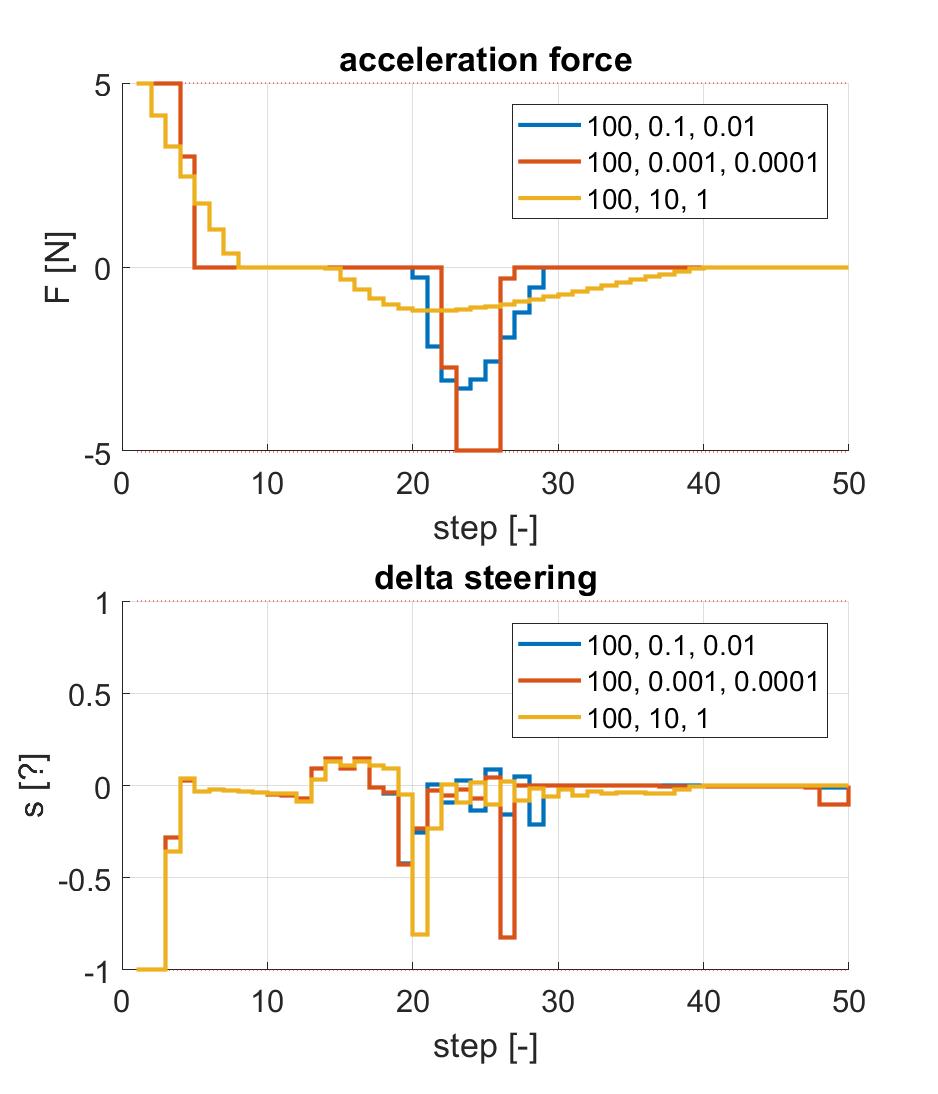 acceleration force
5
100, 0.1, 0.01
100, 0.001, 0.0001
100, 10, 1
F [N]
0
-5
0 10 20 30 40 50
step [-]
delta steering
1
100, 0.1, 0.01
100, 0.001, 0.0001
100, 10, 1
0.5
s [?]
0
-0.5
-1
0 10 20 30 40 50
step [-]